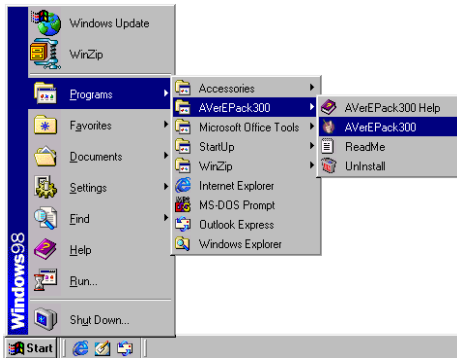 Windows Update
WinZip
Programs
Favorites
Documents
Settings
Find
Help
Run...
Shut Down...
Windows98
Accessories
AVerEPack300
Microsoft Office Tools
StartUp
WinZip
Internet Explorer
MS-DOS Prompt
Outlook Express
Windows Explorer
AVerEPack300 Help
AVerEPack300
ReadMe
UnInstall
Start